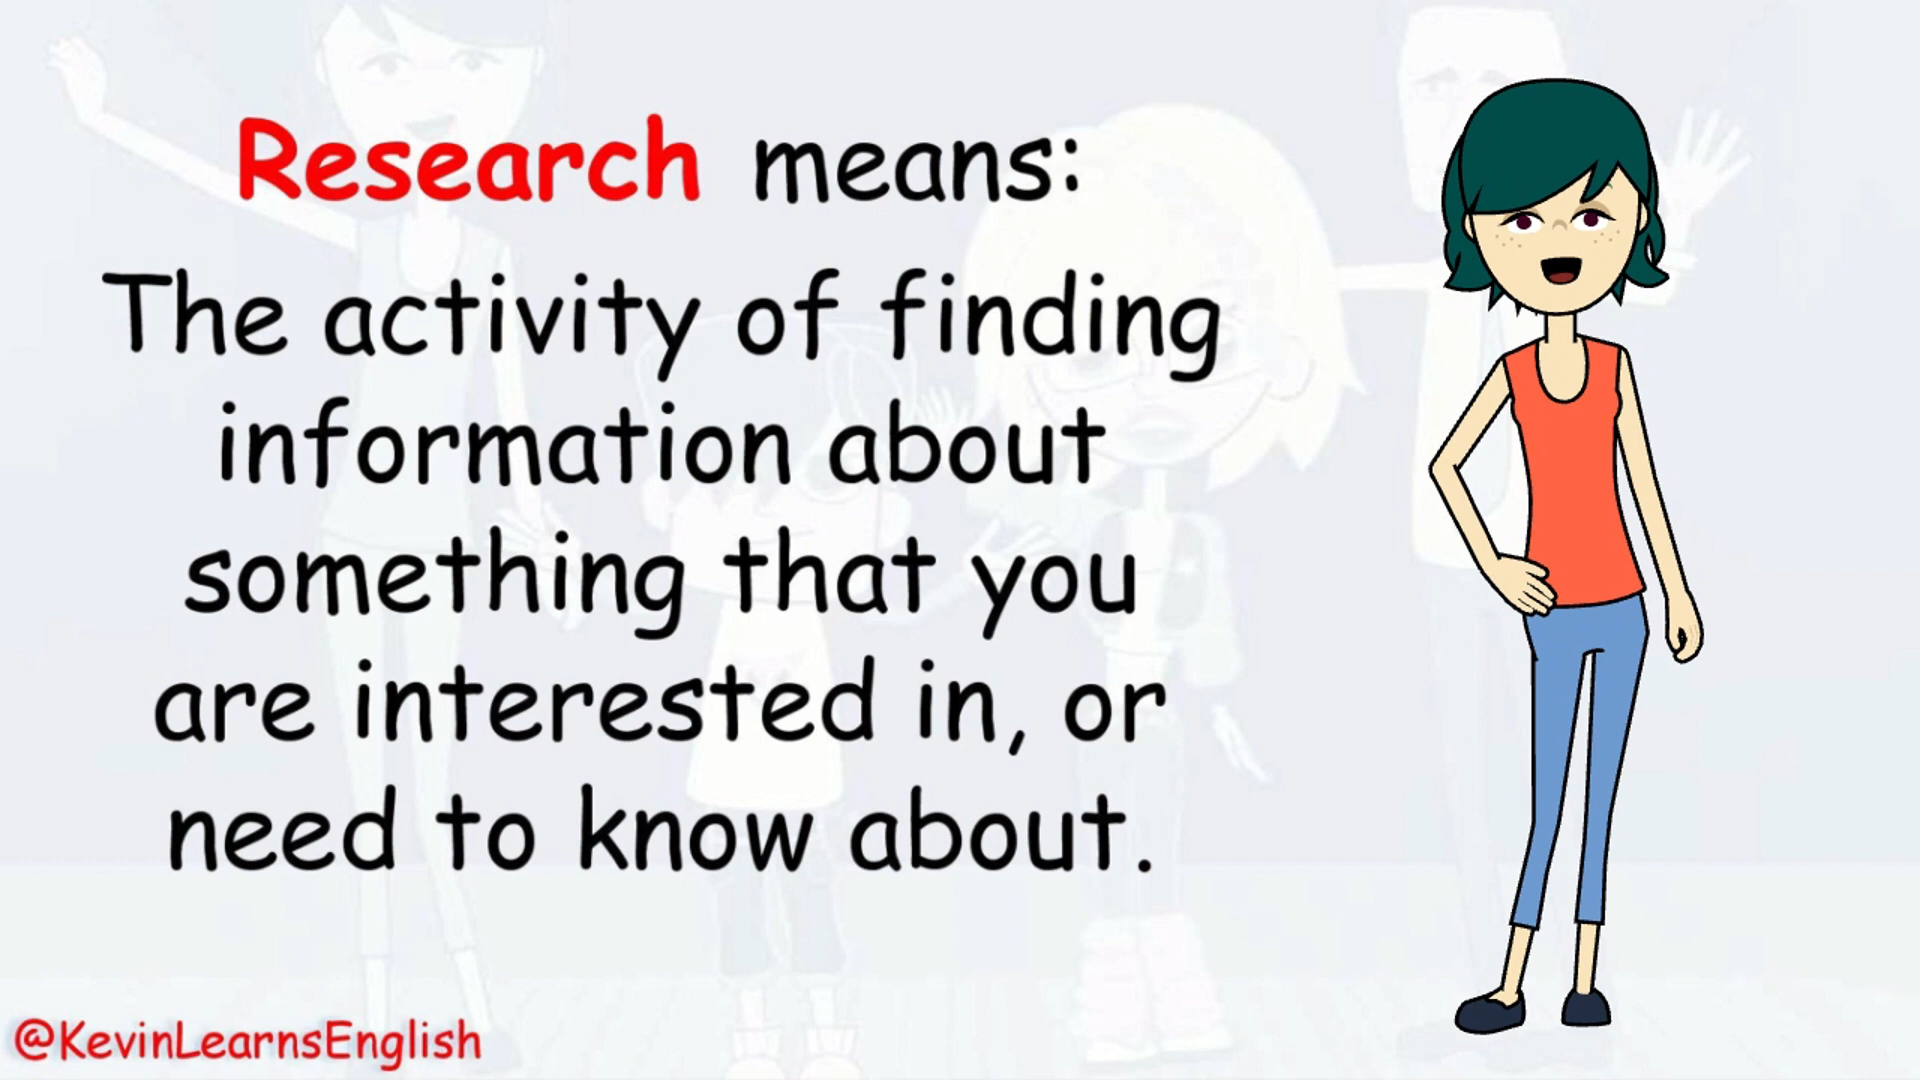 Research means:
The activity of finding
information about
something that you
are interested in, or
need to know about.
@KevinLearnsEnglish